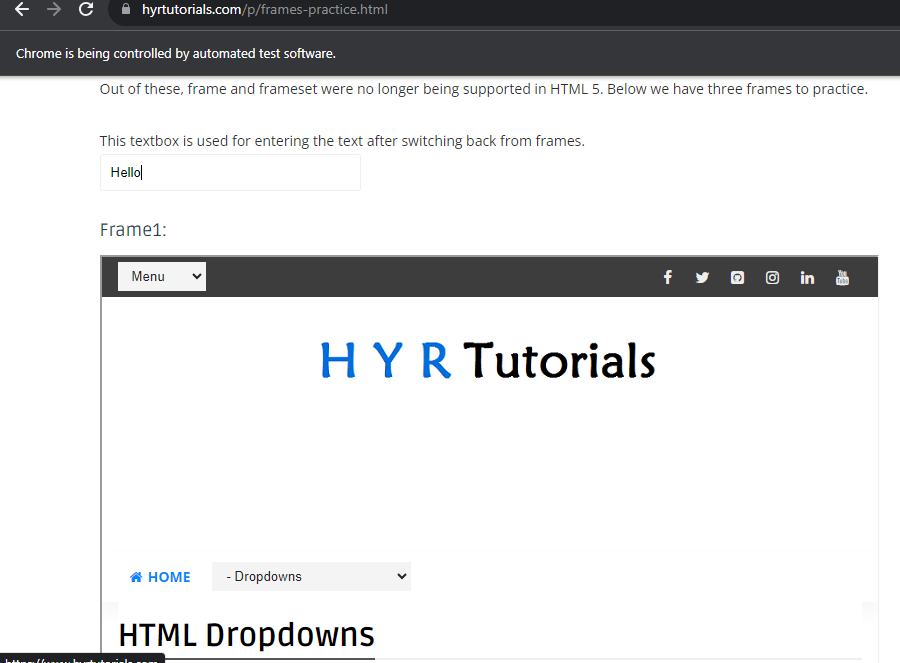 hyrtutorials.com/p/frames-practice.html
Chrome is being controlled by automated test software.
Out of these, frame and frameset were no longer being supported in HTML 5. Below we have three frames to practice.
This textbox is used for entering the text after switching back from frames.
Hello
Frame1:
Menu
H Y R Tutorials
HOME - Dropdowns
HTML Dropdowns